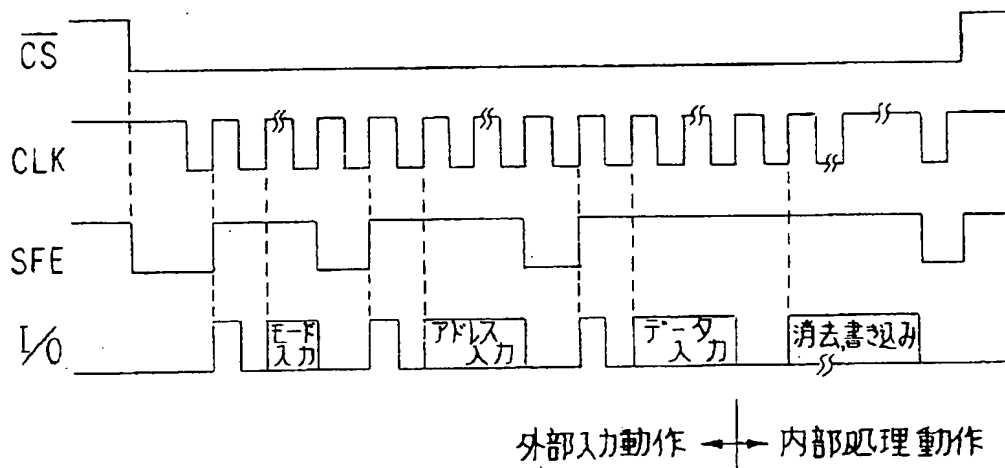 CS
CLK
SFE
I/O
モード
入力
アドレス
入力
データ
入力
消去,書き込み
外部入力動作
内部処理動作